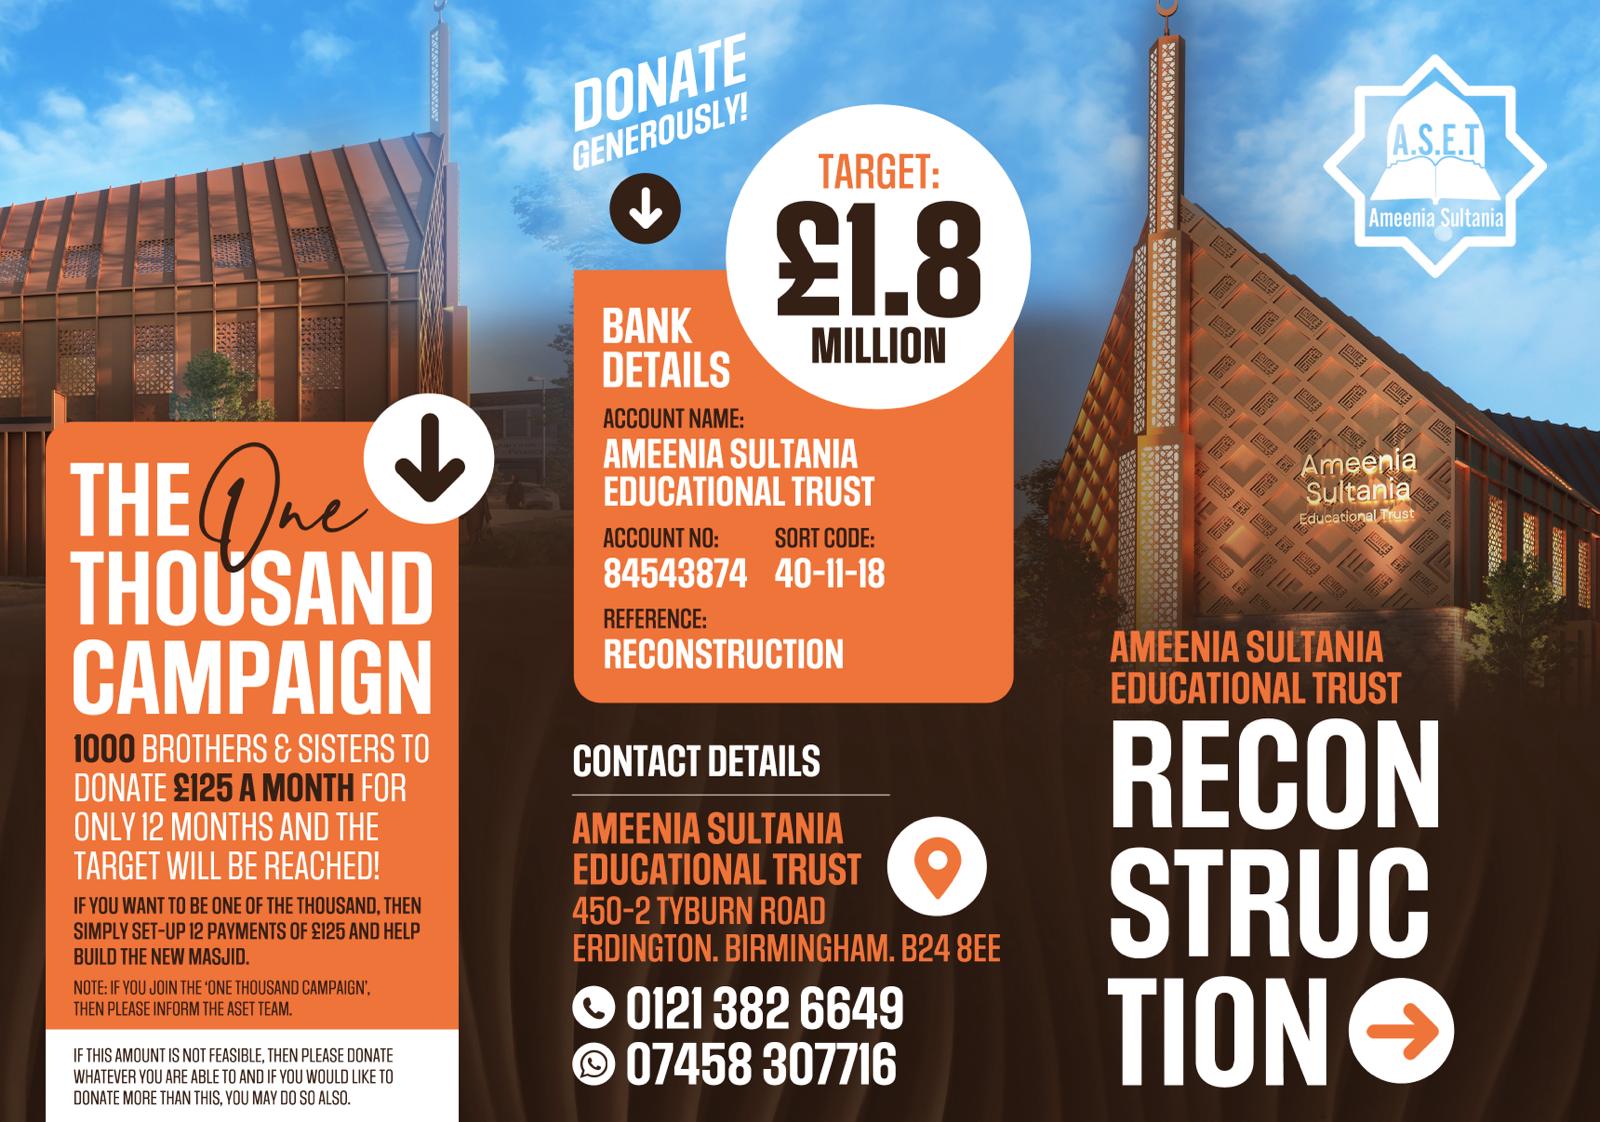 THE One
THOUSAND
CAMPAIGN
1000 BROTHERS & SISTERS TO
DONATE £125 A MONTH FOR
ONLY 12 MONTHS AND THE
TARGET WILL BE REACHED!
IF YOU WANT TO BE ONE OF THE THOUSAND, THEN
SIMPLY SET-UP 12 PAYMENTS OF £125 AND HELP
BUILD THE NEW MASJID.
NOTE: IF YOU JOIN THE ‘ONE THOUSAND CAMPAIGN’,
THEN PLEASE INFORM THE ASET TEAM.
IF THIS AMOUNT IS NOT FEASIBLE, THEN PLEASE DONATE
WHATEVER YOU ARE ABLE TO AND IF YOU WOULD LIKE TO
DONATE MORE THAN THIS, YOU MAY DO SO ALSO.
DONATE
GENEROUSLY!
TARGET:
£1.8
MILLION
BANK
DETAILS
ACCOUNT NAME:
AMEENIA SULTANIA
EDUCATIONAL TRUST
ACCOUNT NO: SORT CODE:
84543874 40-11-18
REFERENCE:
RECONSTRUCTION
CONTACT DETAILS
AMEENIA SULTANIA
EDUCATIONAL TRUST
450-2 TYBURN ROAD
ERDINGTON. BIRMINGHAM. B24 8EE
0121 382 6649
07458 307716
A.S.E.T
Ameenia Sultania
Ameenia
Sultania
Educational Trust
AMEENIA SULTANIA
EDUCATIONAL TRUST
RECON
STRUC
TION